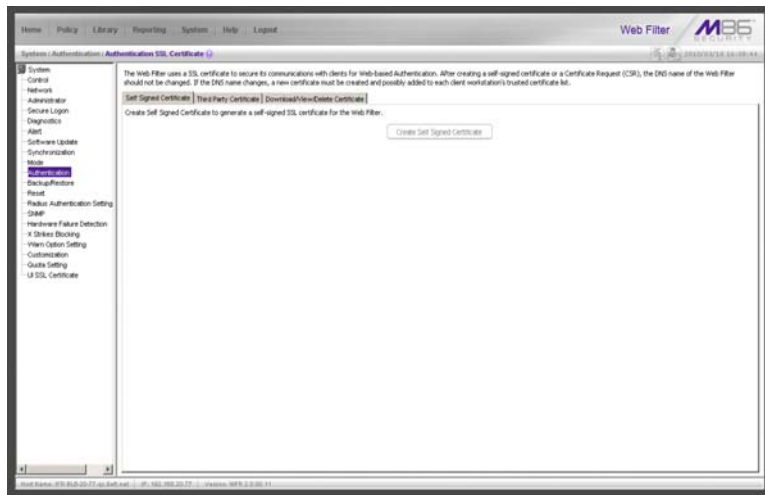 Home Policy Library Reporting System Help Logout
Web Filter
M86
SECURITY
System : Authentication : Authentication SSL Certificate
System
Control
Network
Administrator
Secure Logon
Diagnostics
Alert
Software Update
Synchronization
Mode
Authentication
Backup/Restore
Reset
Radius Authentication Setting
SNMP
Hardware Failure Detection
X Strikes Blocking
Warn Option Setting
Customization
Quota Setting
UI SSL Certificate
The Web Filter uses a SSL certificate to secure its communications with clients for Web-based Authentication. After creating a self-signed certificate or a Certificate Request (CSR), the DNS name of the Web Filter
should not be changed. If the DNS name changes, a new certificate must be created and possibly added to each client workstation's trusted certificate list.
Self Signed Certificate Third Party Certificate Download/View/Delete Certificate
Create Self Signed Certificate to generate a self-signed SSL certificate for the Web Filter.
Create Self Signed Certificate